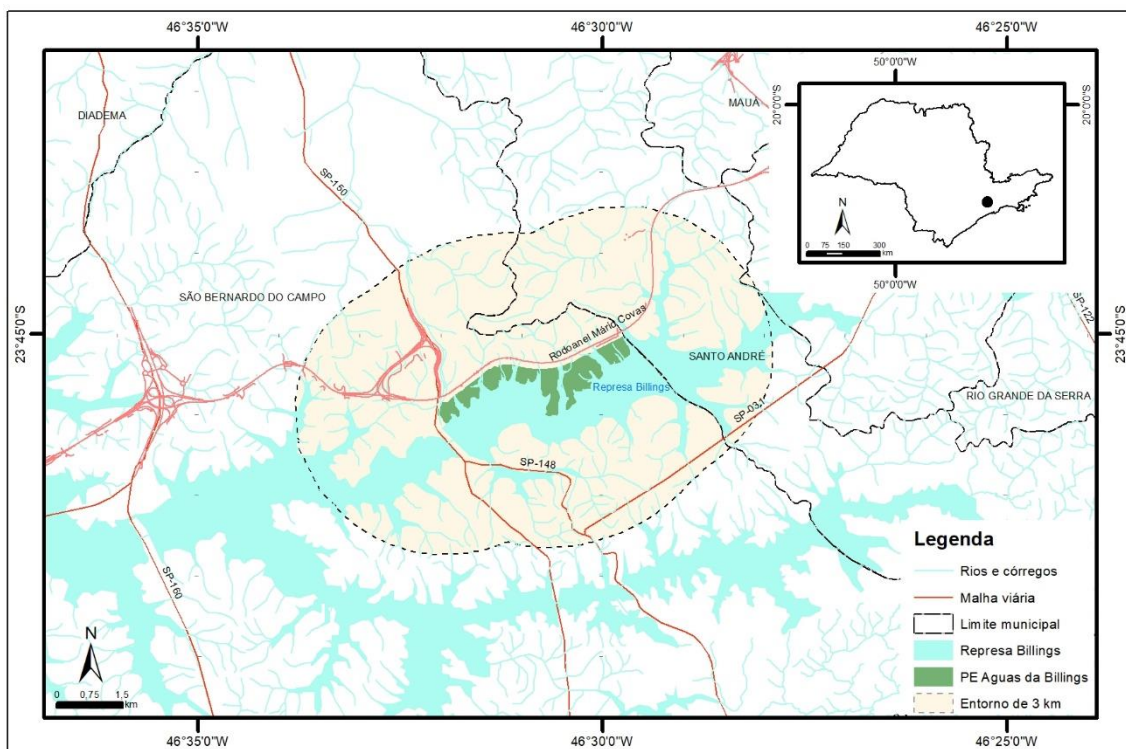 46°35'0"W
46°30'0"W
46°25'0"W
50°0'0"W
20°0'0"S
20°0'0"S
N
0 75 150 300
km
50°0'0"W
DIADEMA
MAUA
SP-150
SÃO BERNARDO DO CAMPO
23°45'0"S
23°45'0"S
SP-122
Rodoanel Mário Covas
SANTO ANDRÉ
Represa Billings
RIO GRANDE DA SERRA
SP-031
SP-148
SP-160
Legenda
Rios e córregos
Malha viária
Limite municipal
Represa Billings
PE Aguas da Billings
Entorno de 3 km
N
0 0,75 1,5
km
46°35'0"W
46°30'0"W
46°25'0"W